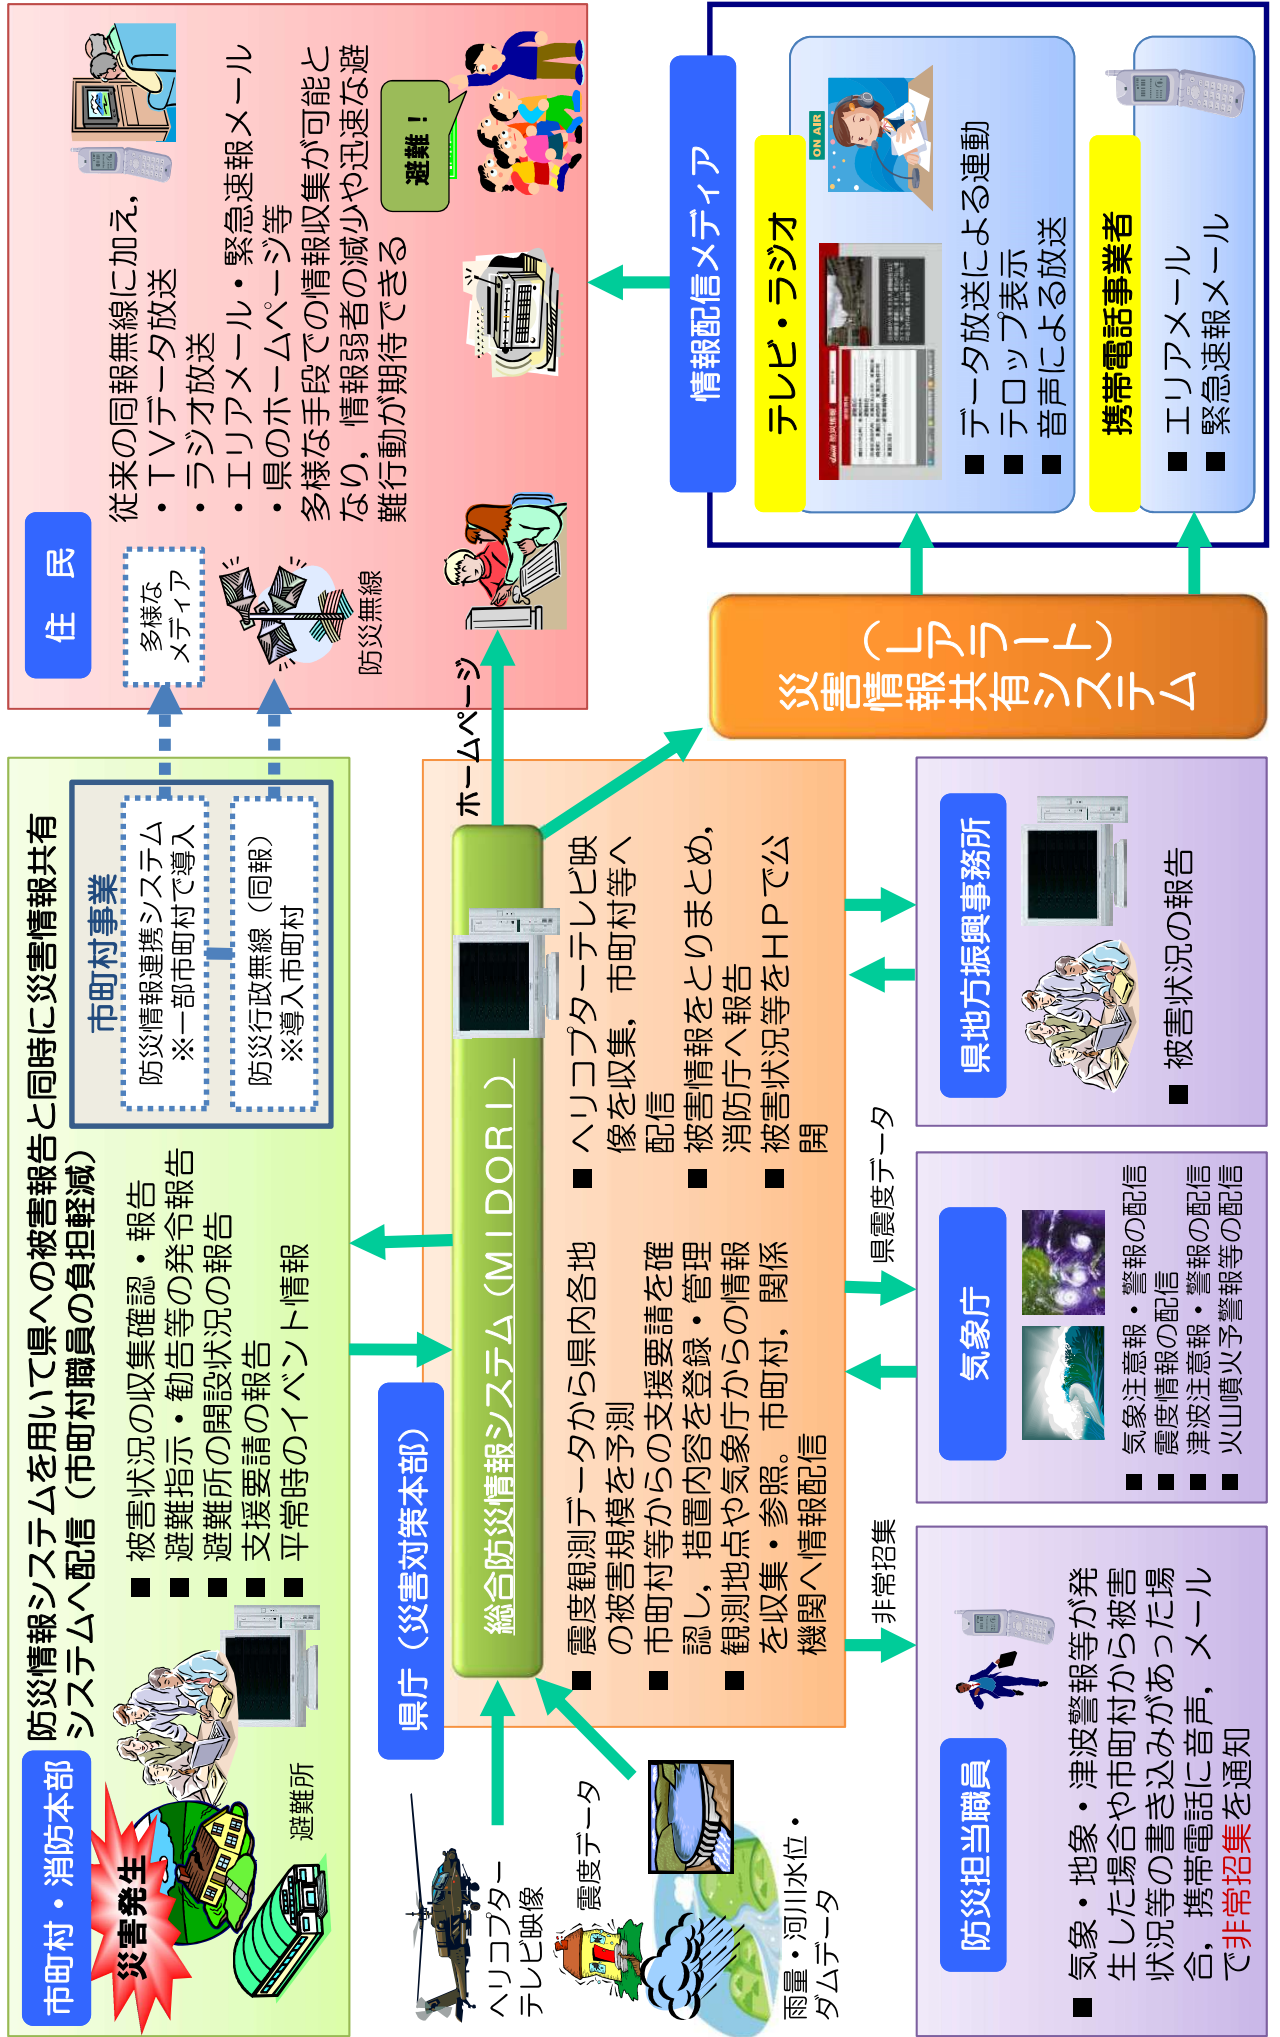 市町村・消防本部
防災情報システムを用いて県への被害報告と同時に災害情報共有
システムへ配信（市町村職員の負担軽減）
災害発生
避難所
■ 被害状況の収集確認・報告
■ 避難指示・勧告等の発令報告
■ 避難所の開設状況の報告
■ 支援要請の報告
■ 平常時のイベント情報
市町村事業
防災情報連携システム
※一部市町村で導入
防災行政無線（同報）
※導入市町村
住　民
多様な
メディア
防災無線
従来の同報無線に加え，
・ＴＶデータ放送
・ラジオ放送
・エリアメール・緊急速報メール
・県のホームページ等
多様な手段での情報収集が可能と
なり，情報弱者の減少や迅速な避
難行動が期待できる
避難！
ヘリコプター
テレビ映像
震度データ
雨量・河川水位・
ダムデータ
県庁（災害対策本部）
総合防災情報システム（ＭＩＤＯＲＩ）
ホームページ
■ 震度観測データから県内各地
の被害規模を予測
■ 市町村等からの支援要請を確
認し，措置内容を登録・管理
■ 観測地点や気象庁からの情報
を収集・参照。市町村，関係
機関へ情報配信
■ ヘリコプターテレビ映
像を収集，市町村等へ
配信
■ 被害情報をとりまとめ，
消防庁へ報告
■ 被害状況等をＨＰで公
開
（Ｌアラート）
災害情報共有システム
情報配信メディア
テレビ・ラジオ
ON AIR
■ データ放送による連動
■ テロップ表示
■ 音声による放送
携帯電話事業者
■ エリアメール
■ 緊急速報メール
非常招集
県震度データ
防災担当職員
■ 気象・地象・津波警報等が発
生した場合や市町村から被害
状況等の書き込みがあった場
合，携帯電話に音声，メール
で非常招集を通知
気象庁
■ 気象注意報・警報の配信
■ 震度情報の配信
■ 津波注意報・警報の配信
■ 火山噴火予警報等の配信
県地方振興事務所
■ 被害状況の報告